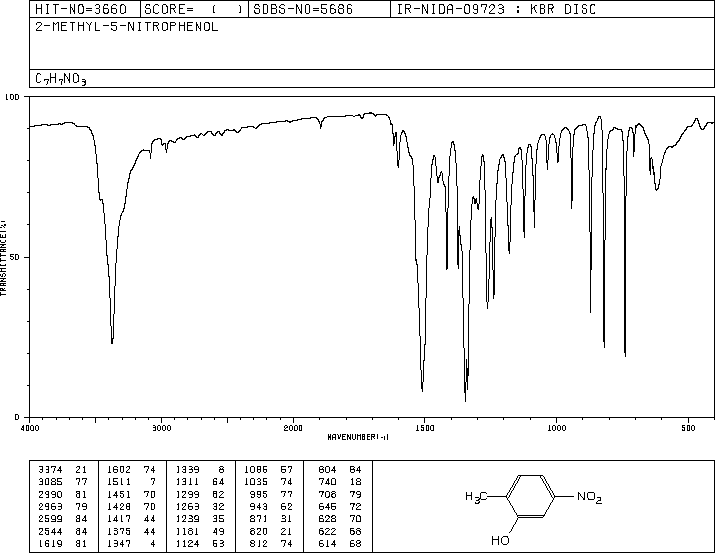 HIT-NO=3660 SCORE= ( ) SDBS-NO=5686 IR-NIDA-09723 : KBR DISC
2-METHYL-5-NITROPHENOL
C7H7NO3
100
50
0
TRANSMITTANCE(%)
4000 3000 2000 1500 1000 500
WAVENUMBER(-1)
3374 21 1602 74 1339 8 1086 57 804 84
3085 77 1511 7 1311 64 1035 74 740 18
2990 81 1451 70 1299 82 995 77 708 79
2963 79 1428 70 1263 32 943 62 645 72
2599 84 1417 44 1239 35 871 31 628 70
2544 84 1375 44 1181 49 820 21 622 68
1619 81 1347 4 1124 53 812 74 614 68
H3C
NO2
HO